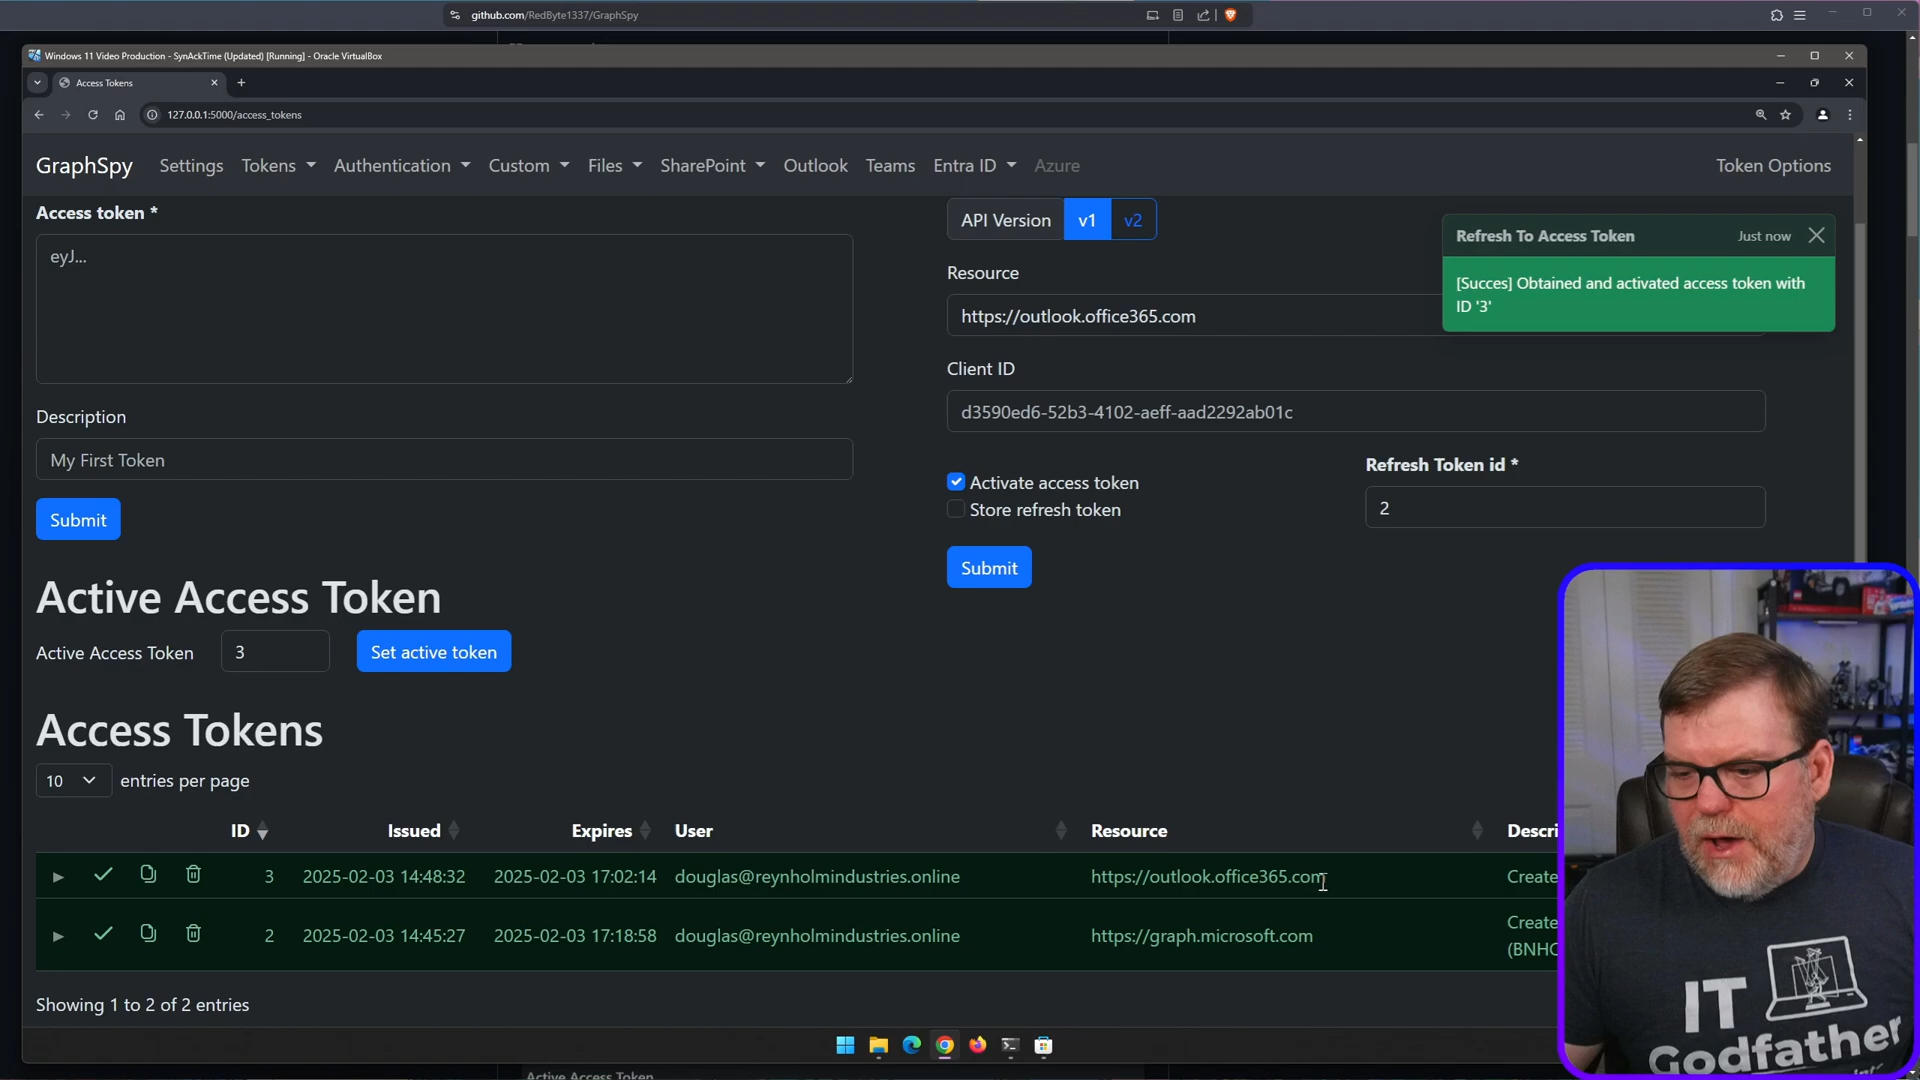 github.com/RedByte1337/GraphSpy
Windows 11 Video Production - SynAckTime (Updated) [Running] - Oracle VirtualBox
Access Tokens
127.0.0.1:5000/access_tokens
GraphSpy Settings Tokens Authentication Custom Files SharePoint Outlook Teams Entra ID Azure Token Options
Access token *
eyJ...
Description
My First Token
Submit
API Version v1 v2
Resource
https://outlook.office365.com
Client ID
d3590ed6-52b3-4102-aeff-aad2292ab01c
Activate access token
Store refresh token
Refresh Token id *
2
Submit
Refresh To Access Token Just now
[Succes] Obtained and activated access token with
ID '3'
Active Access Token
Active Access Token 3 Set active token
Access Tokens
10 entries per page
ID Issued Expires User Resource Descri
3 2025-02-03 14:48:32 2025-02-03 17:02:14 douglas@reynholmindustries.online https://outlook.office365.com Create
2 2025-02-03 14:45:27 2025-02-03 17:18:58 douglas@reynholmindustries.online https://graph.microsoft.com Create
(BNHC
Showing 1 to 2 of 2 entries
Active Access Token
IT
Godfather